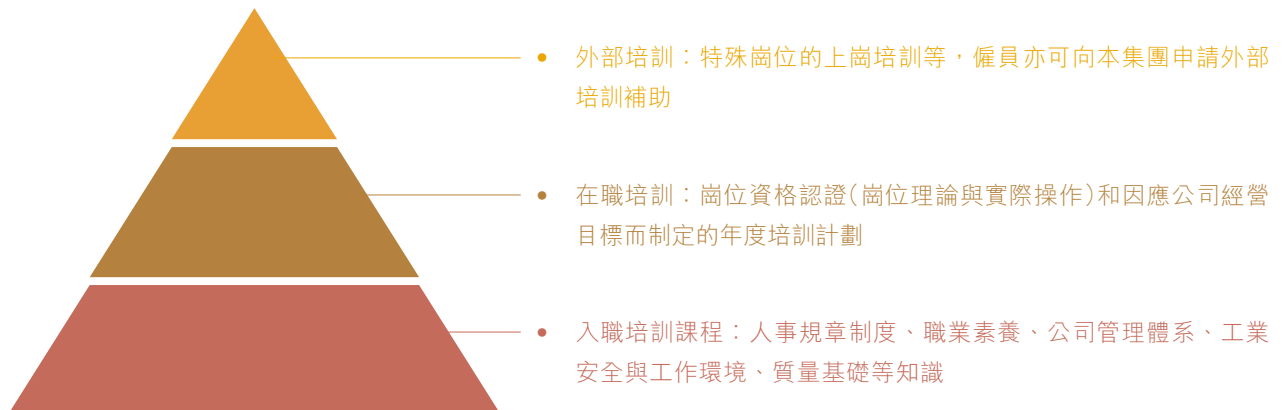 外部培訓：特殊崗位的上崗培訓等，僱員亦可向本集團申請外部
培訓補助
在職培訓：崗位資格認證(崗位理論與實際操作)和因應公司經營
目標而制定的年度培訓計劃
入職培訓課程：人事規章制度、職業素養、公司管理體系、工業
安全與工作環境、質量基礎等知識